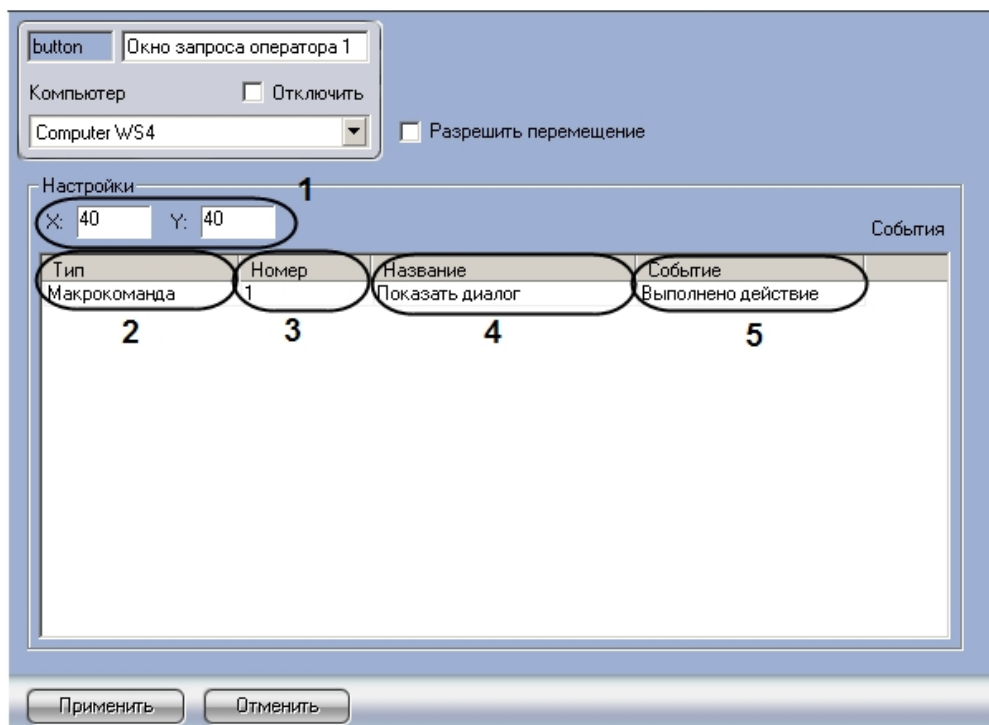 button Окно запроса оператора 1
Компьютер Отключить
Computer WS4 Разрешить перемещение
Настройки 1
X: 40 Y: 40
События
Тип Номер Название Событие
Макрокоманда 1 Показать диалог Выполнено действие
2 3 4 5
Применить Отменить